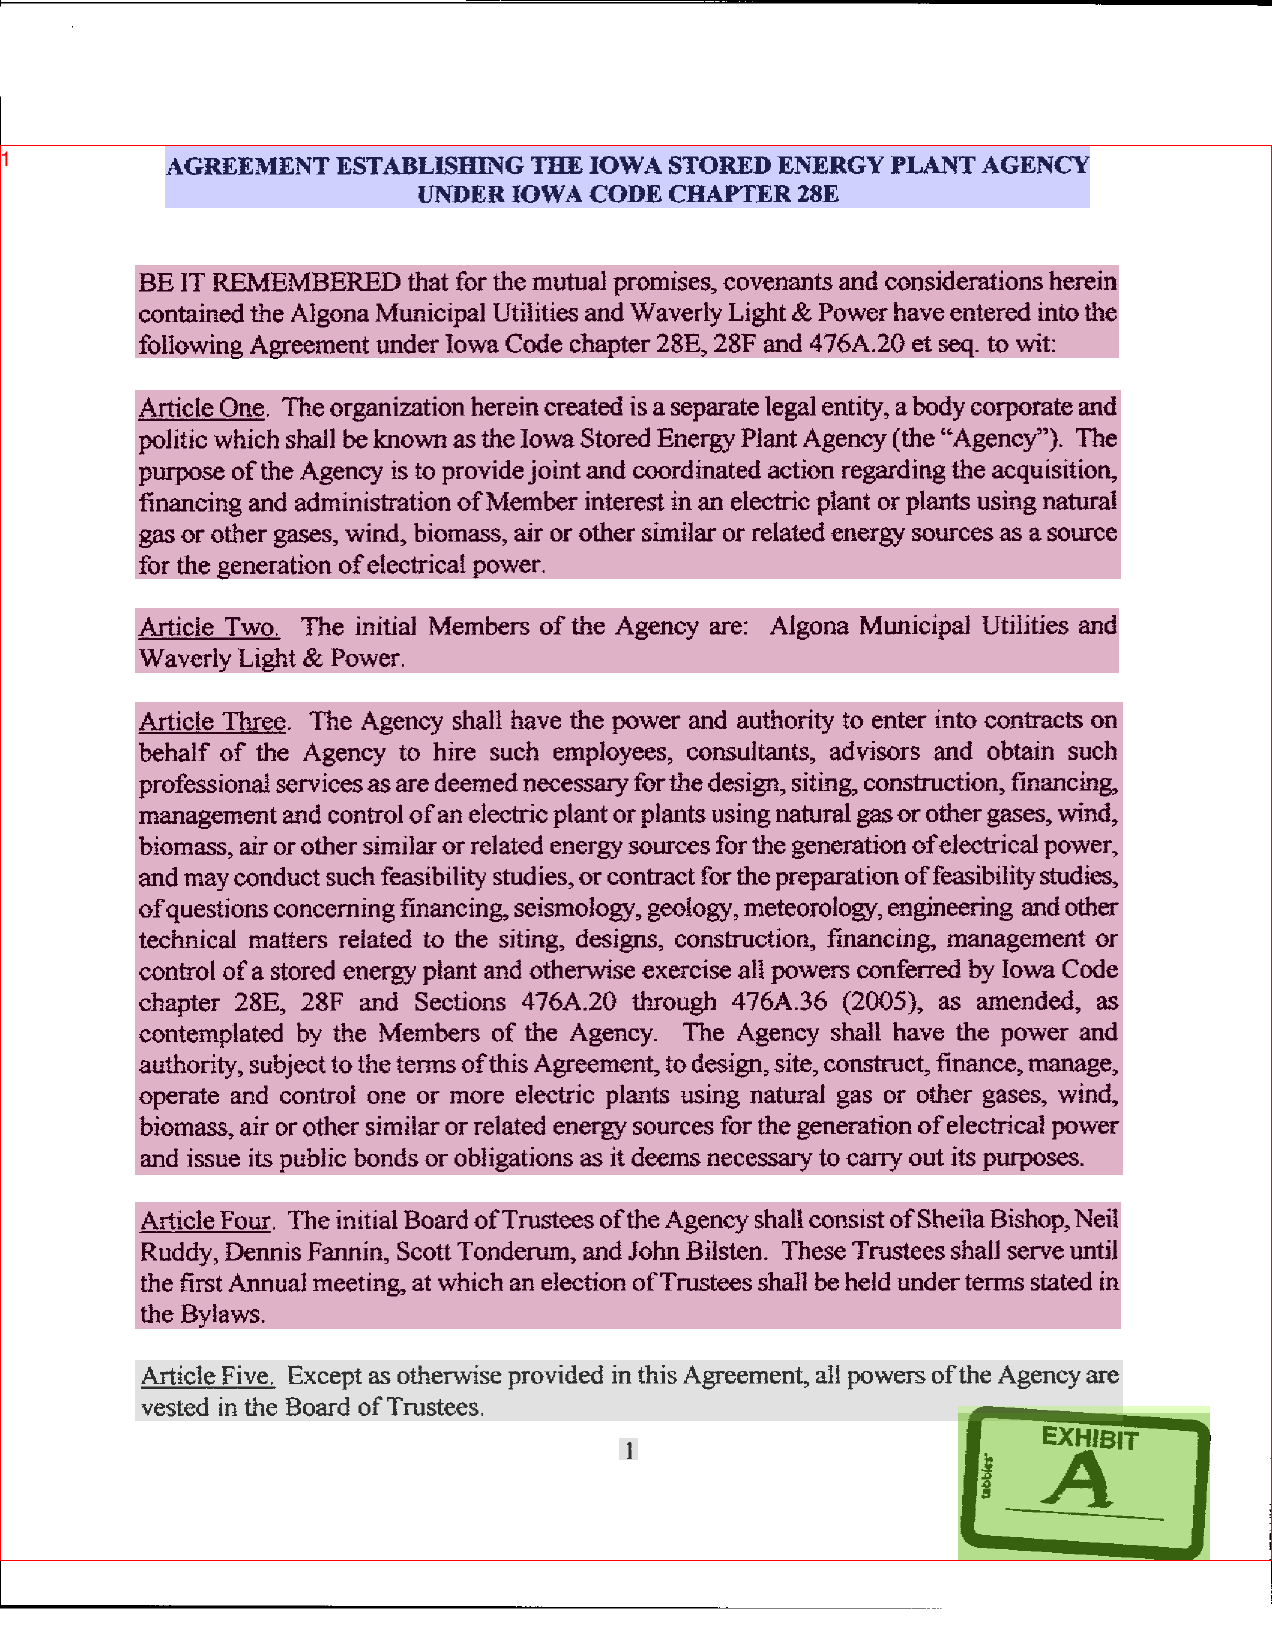 1
AGREEMENT ESTABLISHING THE IOWA STORED ENERGY PLANT AGENCY
UNDER IOWA CODE CHAPTER 28E
BE IT REMEMBERED that for the mutual promises, covenants and considerations herein
contained the Algona Municipal Utilities and Waverly Light & Power have entered into the
following Agreement under Iowa Code chapter 28E, 28F and 476A.20 et seq. to wit:
Article One. The organization herein created is a separate legal entity, a body corporate and
politic which shall be known as the Iowa Stored Energy Plant Agency (the “Agency”). The
purpose of the Agency is to provide joint and coordinated action regarding the acquisition,
financing and administration of Member interest in an electric plant or plants using natural
gas or other gases, wind, biomass, air or other similar or related energy sources as a source
for the generation of electrical power.
Article Two. The initial Members of the Agency are: Algona Municipal Utilities and
Waverly Light & Power.
Article Three. The Agency shall have the power and authority to enter into contracts on
behalf of the Agency to hire such employees, consultants, advisors and obtain such
professional services as are deemed necessary for the design, siting, construction, financing,
management and control of an electric plant or plants using natural gas or other gases, wind,
biomass, air or other similar or related energy sources for the generation of electrical power,
and may conduct such feasibility studies, or contract for the preparation of feasibility studies,
of questions concerning financing, seismology, geology, meteorology, engineering and other
technical matters related to the siting, designs, construction, financing, management or
control of a stored energy plant and otherwise exercise all powers conferred by Iowa Code
chapter 28E, 28F and Sections 476A.20 through 476A.36 (2005), as amended, as
contemplated by the Members of the Agency. The Agency shall have the power and
authority, subject to the terms of this Agreement, to design, site, construct, finance, manage,
operate and control one or more electric plants using natural gas or other gases, wind,
biomass, air or other similar or related energy sources for the generation of electrical power
and issue its public bonds or obligations as it deems necessary to carry out its purposes.
Article Four. The initial Board of Trustees of the Agency shall consist of Sheila Bishop, Neil
Ruddy, Dennis Fannin, Scott Tonderum, and John Bilsten. These Trustees shall serve until
the first Annual meeting, at which an election of Trustees shall be held under terms stated in
the Bylaws.
Article Five. Except as otherwise provided in this Agreement, all powers of the Agency are
vested in the Board of Trustees.
1
EXHIBIT
tabbies
A